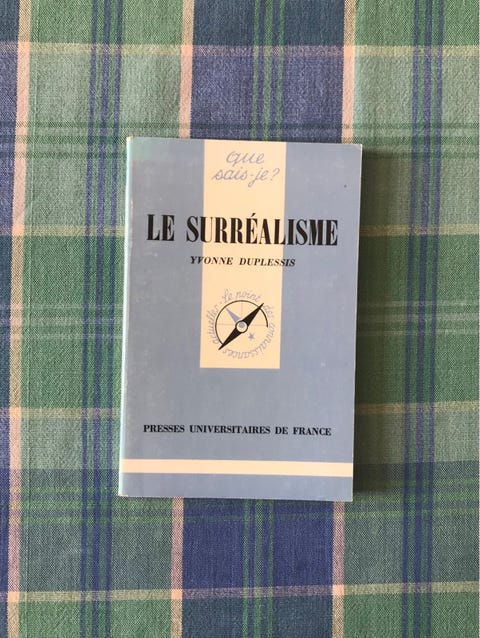 que
sais-je?
LE SURRÉALISME
YVONNE DUPLESSIS
le point des connaissances actuelles
PRESSES UNIVERSITAIRES DE FRANCE